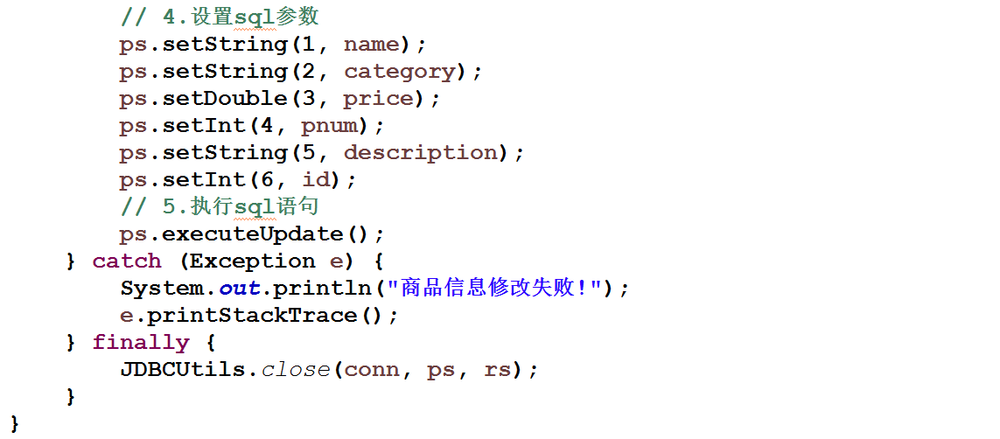 // 4.设置sql参数
ps.setString(1, name);
ps.setString(2, category);
ps.setDouble(3, price);
ps.setInt(4, pnum);
ps.setString(5, description);
ps.setInt(6, id);
// 5.执行sql语句
ps.executeUpdate();
} catch (Exception e) {
System.out.println("商品信息修改失败!");
e.printStackTrace();
} finally {
JDBCUtils.close(conn, ps, rs);
}
}